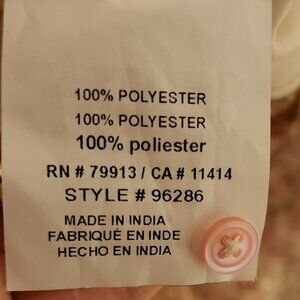 100% POLYESTER
100% POLYESTER
100% poliester
RN # 79913 / CA # 11414
STYLE # 96286
MADE IN INDIA
FABRIQUÉ EN INDE
HECHO EN INDIA